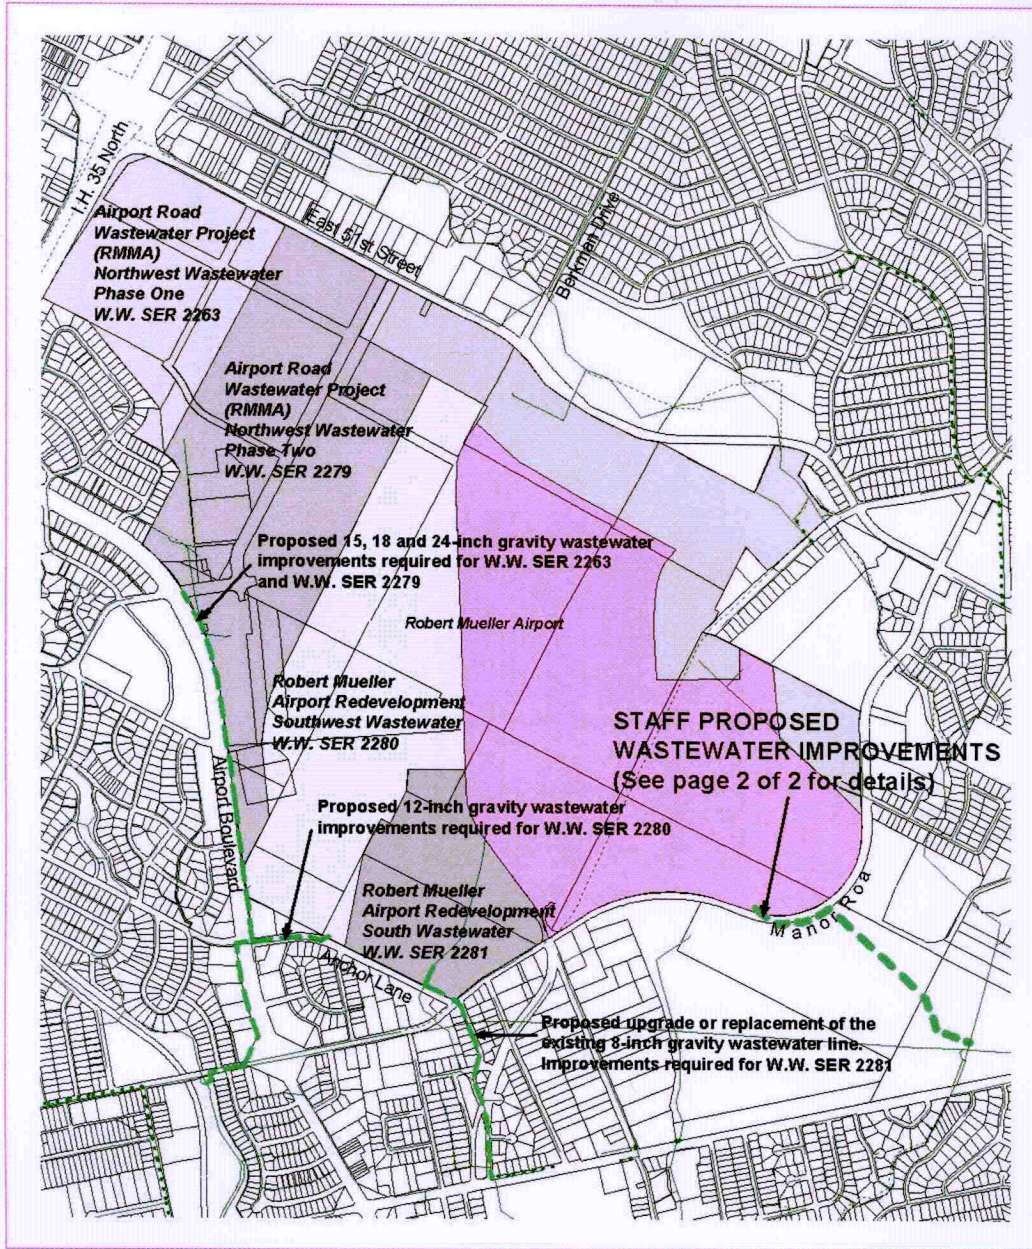 I.H. 35 North
East 51st Street
Berkman Drive
Airport Road
Wastewater Project
(RMMA)
Northwest Wastewater
Phase One
W.W. SER 2263
Airport Road
Wastewater Project
(RMMA)
Northwest Wastewater
Phase Two
W.W. SER 2279
Proposed 15, 18 and 24-inch gravity wastewater
improvements required for W.W. SER 2263
and W.W. SER 2279
Robert Mueller Airport
Robert Mueller
Airport Redevelopment
Southwest Wastewater
W.W. SER 2280
STAFF PROPOSED
WASTEWATER IMPROVEMENTS
(See page 2 of 2 for details)
Airport Boulevard
Proposed 12-inch gravity wastewater
improvements required for W.W. SER 2280
Robert Mueller
Airport Redevelopment
South Wastewater
W.W. SER 2281
Manor Roa
Anchor Lane
Proposed upgrade or replacement of the
existing 8-inch gravity wastewater line.
Improvements required for W.W. SER 2281